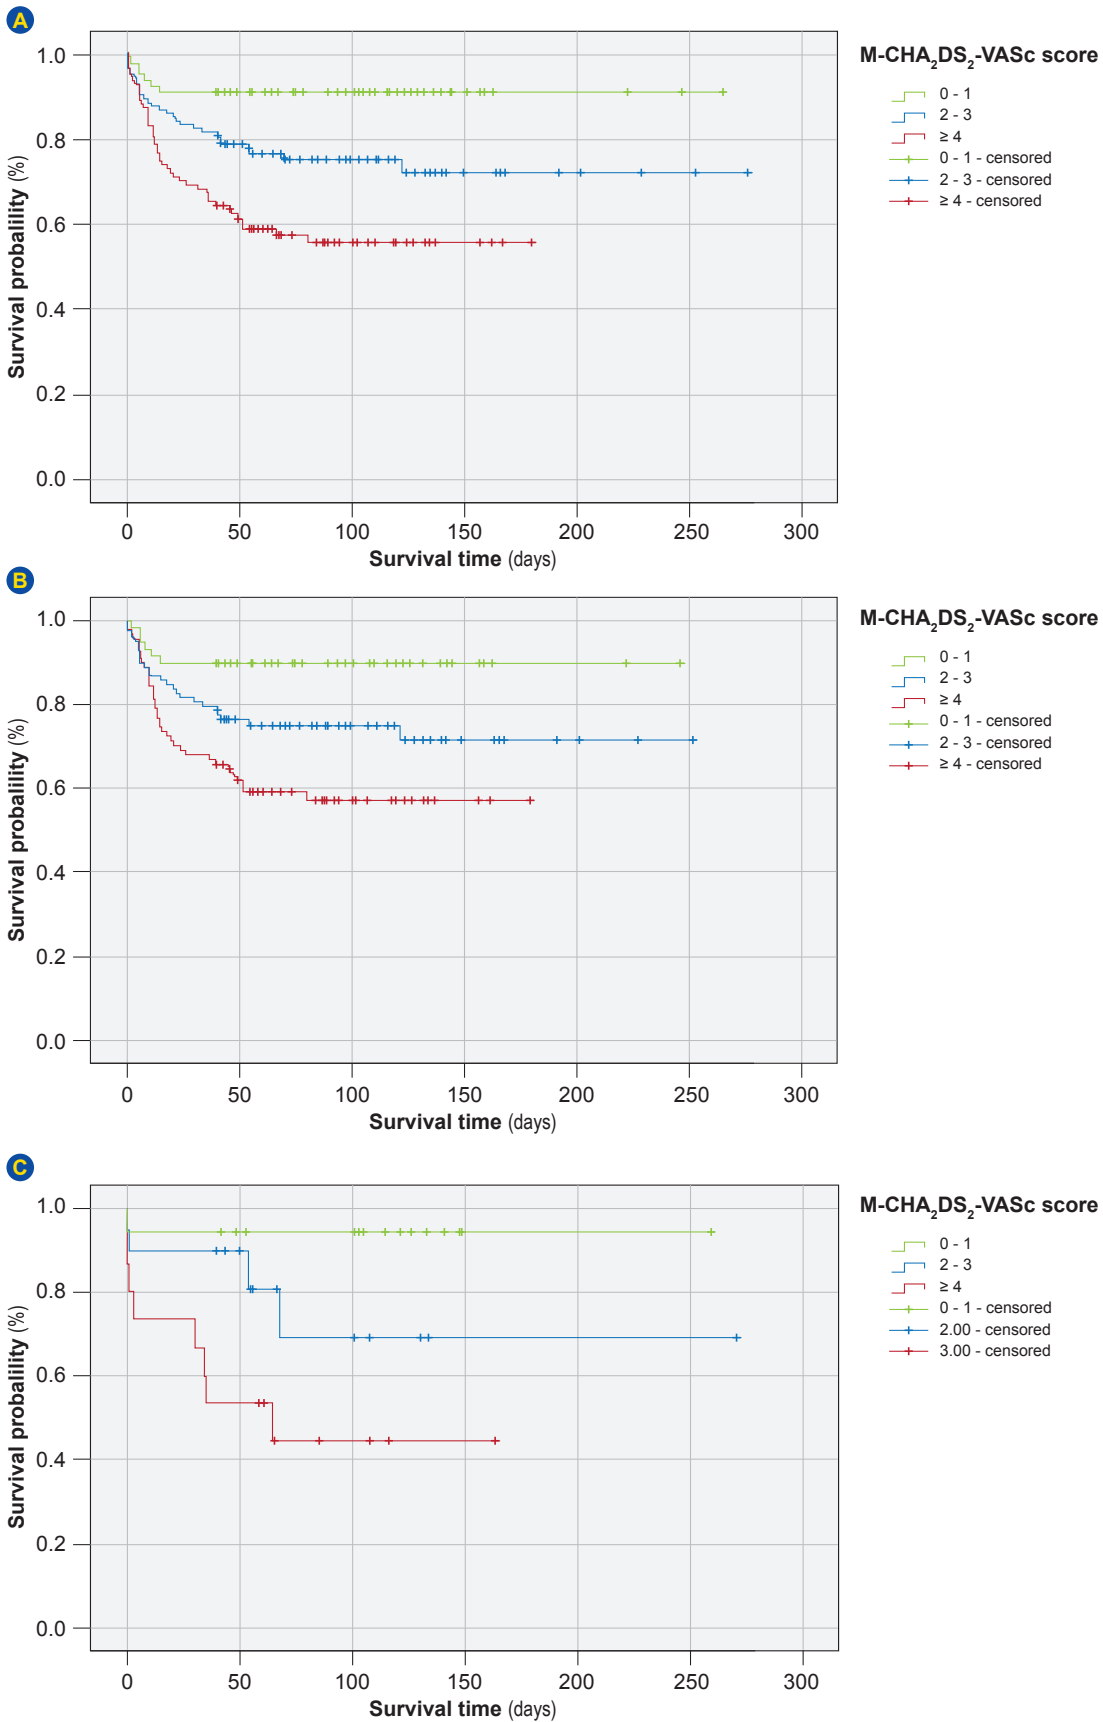 A
M-CHA₂DS₂-VASc score
0 - 1
2 - 3
≥ 4
0 - 1 - censored
2 - 3 - censored
≥ 4 - censored
Survival probalility (%)
1.0
0.8
0.6
0.4
0.2
0.0
0 50 100 150 200 250 300
Survival time (days)
B
M-CHA₂DS₂-VASc score
0 - 1
2 - 3
≥ 4
0 - 1 - censored
2 - 3 - censored
≥ 4 - censored
Survival probalility (%)
1.0
0.8
0.6
0.4
0.2
0.0
0 50 100 150 200 250 300
Survival time (days)
C
M-CHA₂DS₂-VASc score
0 - 1
2 - 3
≥ 4
0 - 1 - censored
2.00 - censored
3.00 - censored
Survival probalility (%)
1.0
0.8
0.6
0.4
0.2
0.0
0 50 100 150 200 250 300
Survival time (days)